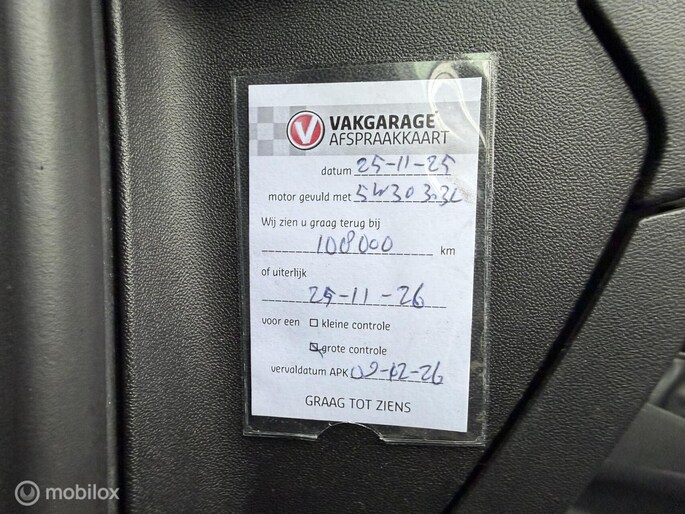 VAKGARAGE
AFSPRAAKKAART
datum 25-11-25
motor gevuld met 5W30 3.3L
Wij zien u graag terug bij
108000 km
of uiterlijk
25-11-26
voor een kleine controle
grote controle
vervaldatum APK 09-12-26
GRAAG TOT ZIENS
mobilox